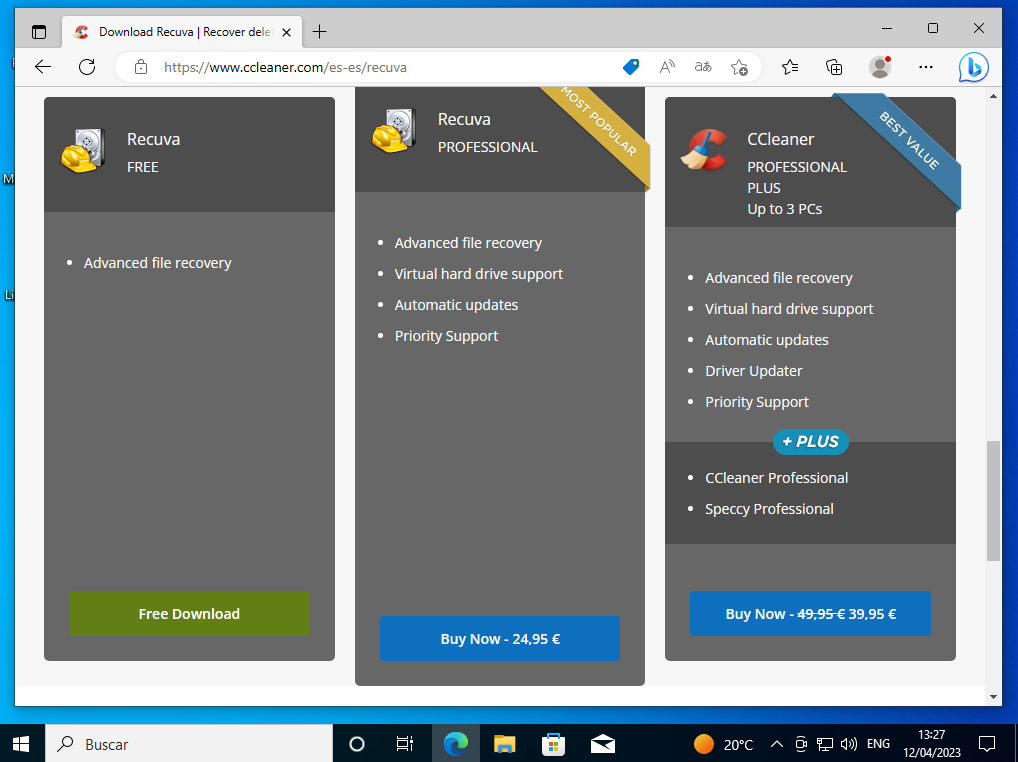 Download Recuva | Recover dele
https://www.ccleaner.com/es-es/recuva
Recuva
FREE
Advanced file recovery
Free Download
MOST POPULAR
Recuva
PROFESSIONAL
Advanced file recovery
Virtual hard drive support
Automatic updates
Priority Support
Buy Now - 24,95 €
BEST VALUE
CCleaner
PROFESSIONAL
PLUS
Up to 3 PCs
Advanced file recovery
Virtual hard drive support
Automatic updates
Driver Updater
Priority Support
+ PLUS
CCleaner Professional
Speccy Professional
Buy Now - 49,95 € 39,95 €
M
Li
Buscar
20°C
ENG
13:27
12/04/2023